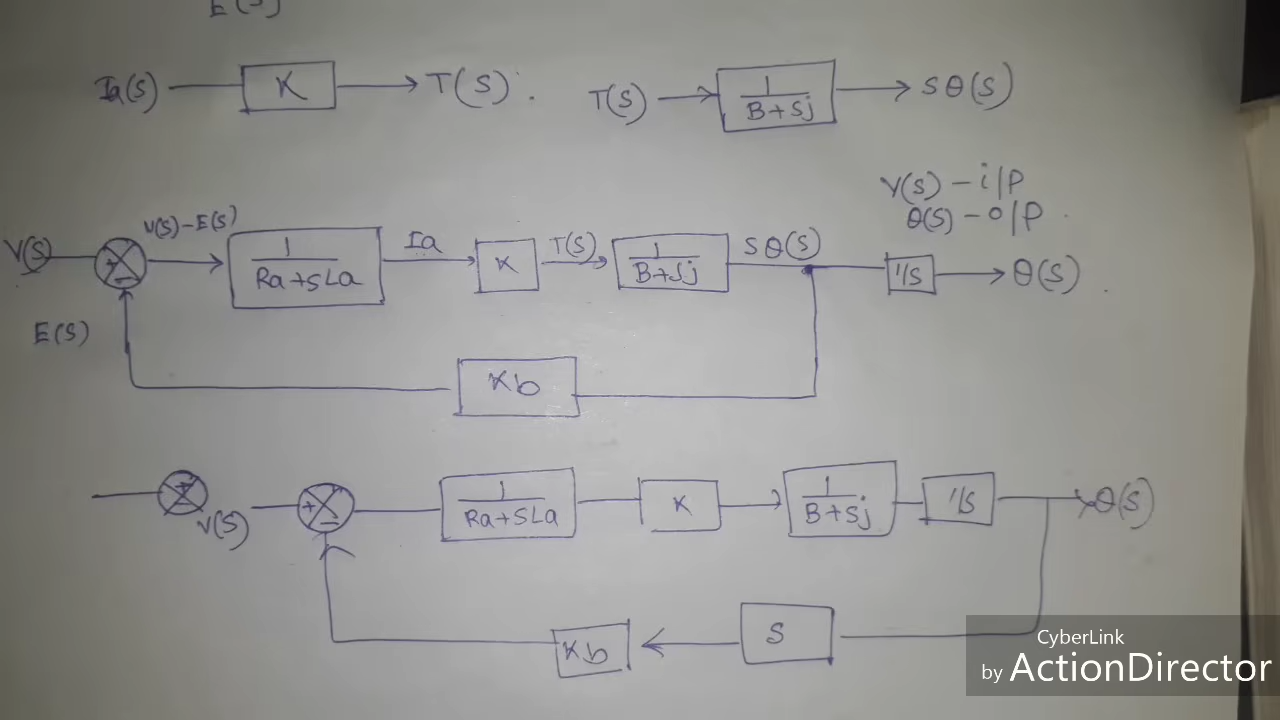 E(S)
Ia(S) K T(S). T(S) 1/B+Sj Sθ(S)
V(S) - i/P
θ(S) - o/P.
V(S) + - V(S)-E(S) 1/Ra+SLa Ia K T(S) 1/B+Sj Sθ(S) 1/S θ(S).
E(S)
Kb
+ V(S) + - 1/Ra+SLa K 1/B+Sj 1/S θ(S)
Kb S
CyberLink
by ActionDirector